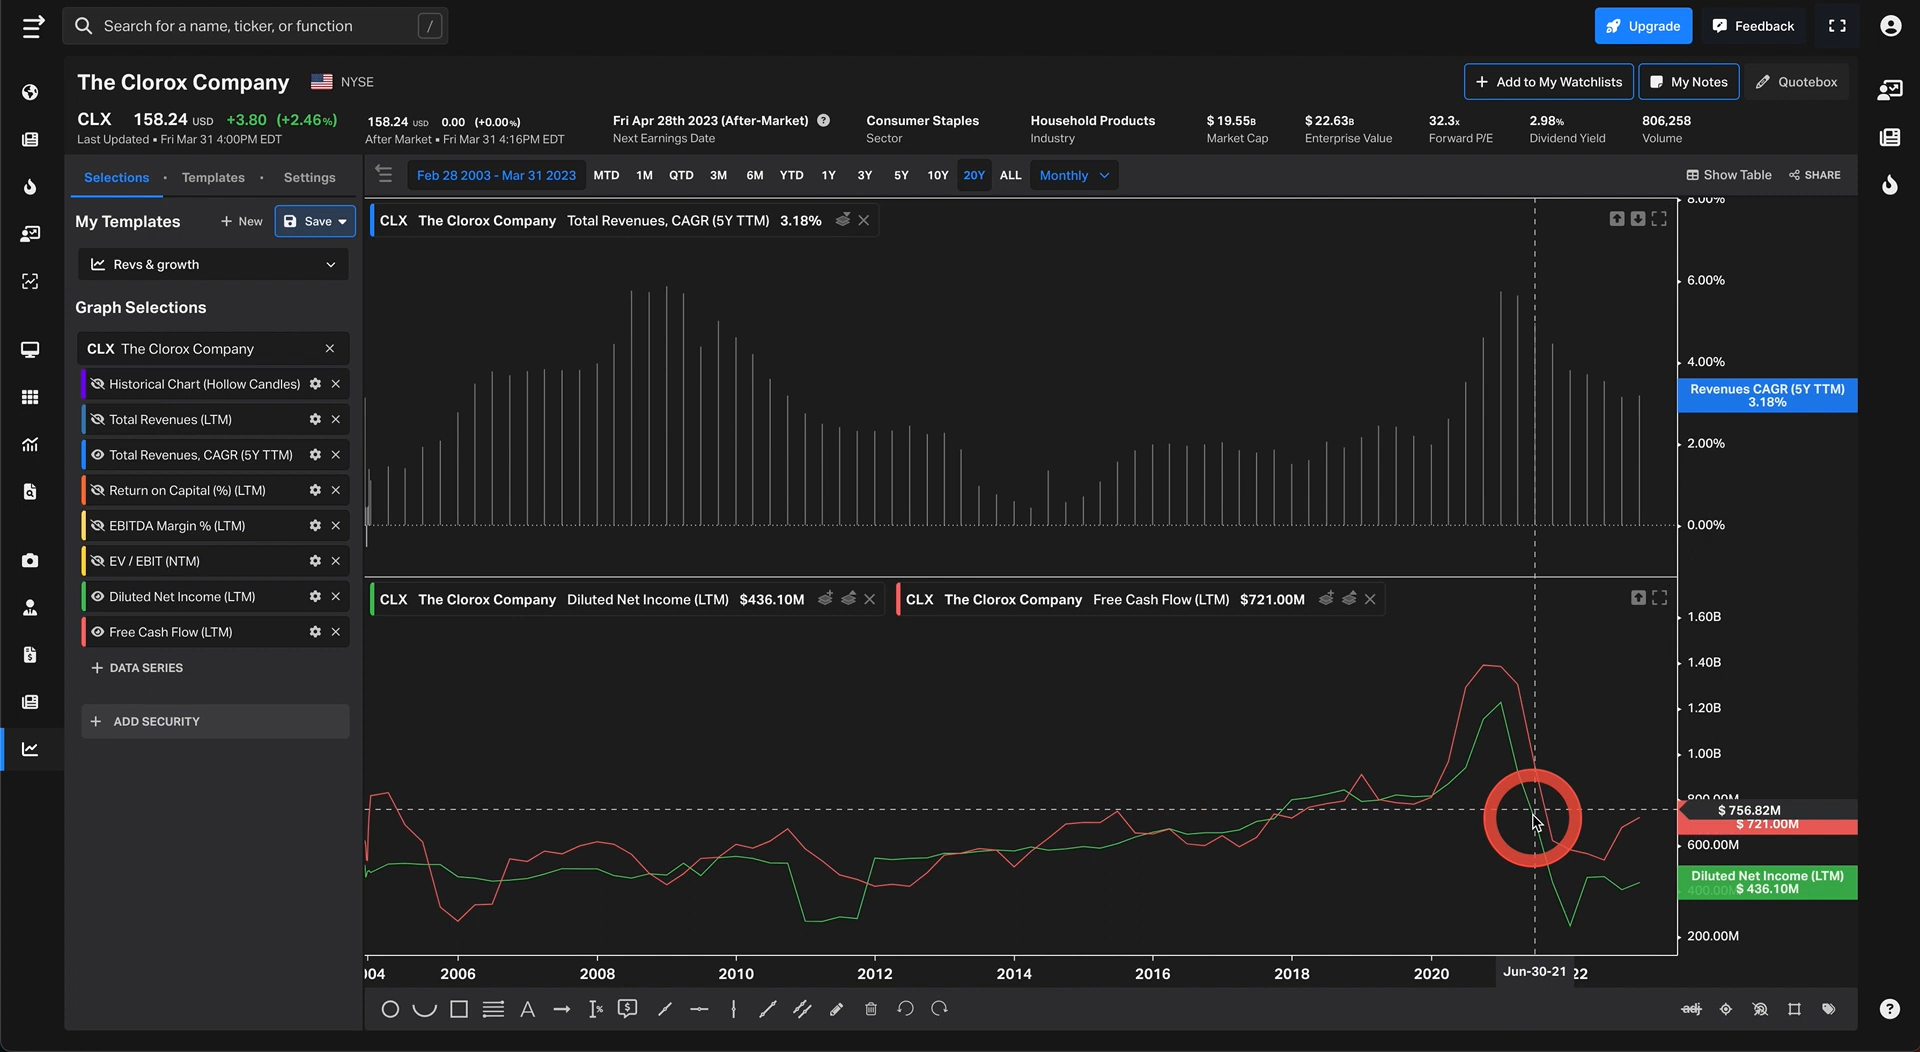 Search for a name, ticker, or function /
Upgrade
Feedback
The Clorox Company NYSE
Add to My Watchlists
My Notes
Quotebox
CLX 158.24 USD +3.80 (+2.46%)
Last Updated • Fri Mar 31 4:00PM EDT
158.24 USD 0.00 (+0.00%)
After Market • Fri Mar 31 4:16PM EDT
Fri Apr 28th 2023 (After-Market) ?
Next Earnings Date
Consumer Staples
Sector
Household Products
Industry
$ 19.55B
Market Cap
$ 22.63B
Enterprise Value
32.3x
Forward P/E
2.98%
Dividend Yield
806,258
Volume
Selections • Templates • Settings
Feb 28 2003 - Mar 31 2023 MTD 1M QTD 3M 6M YTD 1Y 3Y 5Y 10Y 20Y ALL Monthly
Show Table SHARE
My Templates + New Save
Revs & growth
Graph Selections
CLX The Clorox Company
Historical Chart (Hollow Candles)
Total Revenues (LTM)
Total Revenues, CAGR (5Y TTM)
Return on Capital (%) (LTM)
EBITDA Margin % (LTM)
EV / EBIT (NTM)
Diluted Net Income (LTM)
Free Cash Flow (LTM)
+ DATA SERIES
+ ADD SECURITY
CLX The Clorox Company Total Revenues, CAGR (5Y TTM) 3.18%
8.00%
6.00%
4.00%
Revenues CAGR (5Y TTM)
3.18%
2.00%
0.00%
CLX The Clorox Company Diluted Net Income (LTM) $436.10M
CLX The Clorox Company Free Cash Flow (LTM) $721.00M
1.60B
1.40B
1.20B
1.00B
800.00M
$ 756.82M
$ 721.00M
600.00M
Diluted Net Income (LTM)
400.00M $ 436.10M
200.00M
004 2006 2008 2010 2012 2014 2016 2018 2020 Jun-30-21 22
A
adj
?